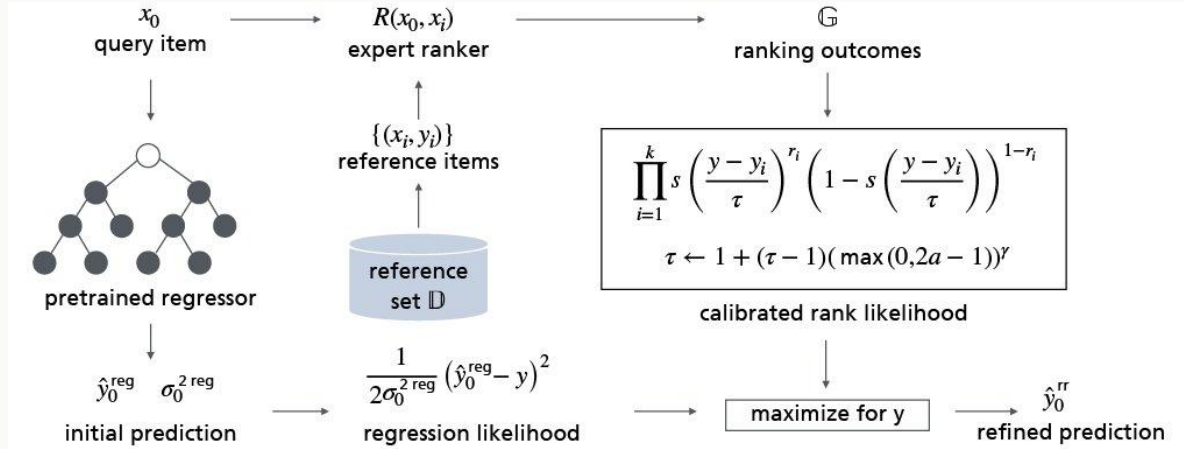 x₀
query item
R(x₀, xᵢ)
expert ranker
𝔾
ranking outcomes
{(xᵢ, yᵢ)}
reference items
reference
set 𝔻
pretrained regressor
∏ᵢ₌₁ᵏ s((y − yᵢ)/τ)^{rᵢ} (1 − s((y − yᵢ)/τ))^{1−rᵢ}
τ ← 1 + (τ − 1)( max (0,2a − 1))^γ
calibrated rank likelihood
ŷ₀^{reg} σ₀^{2 reg}
initial prediction
1/(2σ₀^{2 reg}) (ŷ₀^{reg} − y)²
regression likelihood
maximize for y
ŷ₀^{rr}
refined prediction